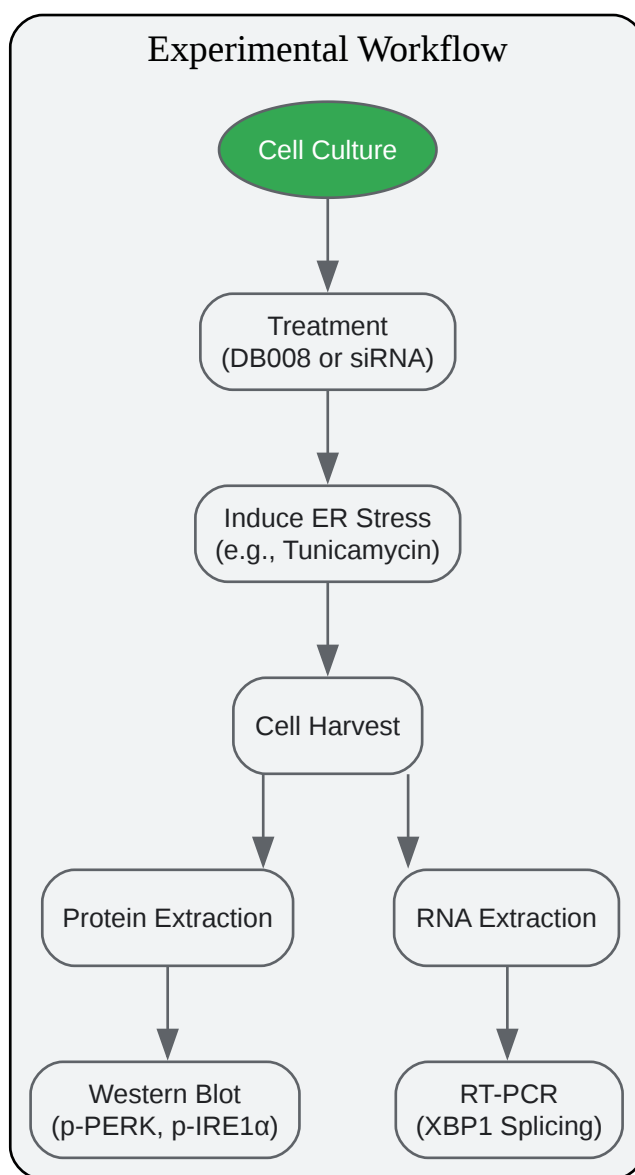 Experimental Workflow
Cell Culture
Treatment
(DB008 or siRNA)
Induce ER Stress
(e.g., Tunicamycin)
Cell Harvest
Protein Extraction
RNA Extraction
Western Blot
(p-PERK, p-IRE1α)
RT-PCR
(XBP1 Splicing)